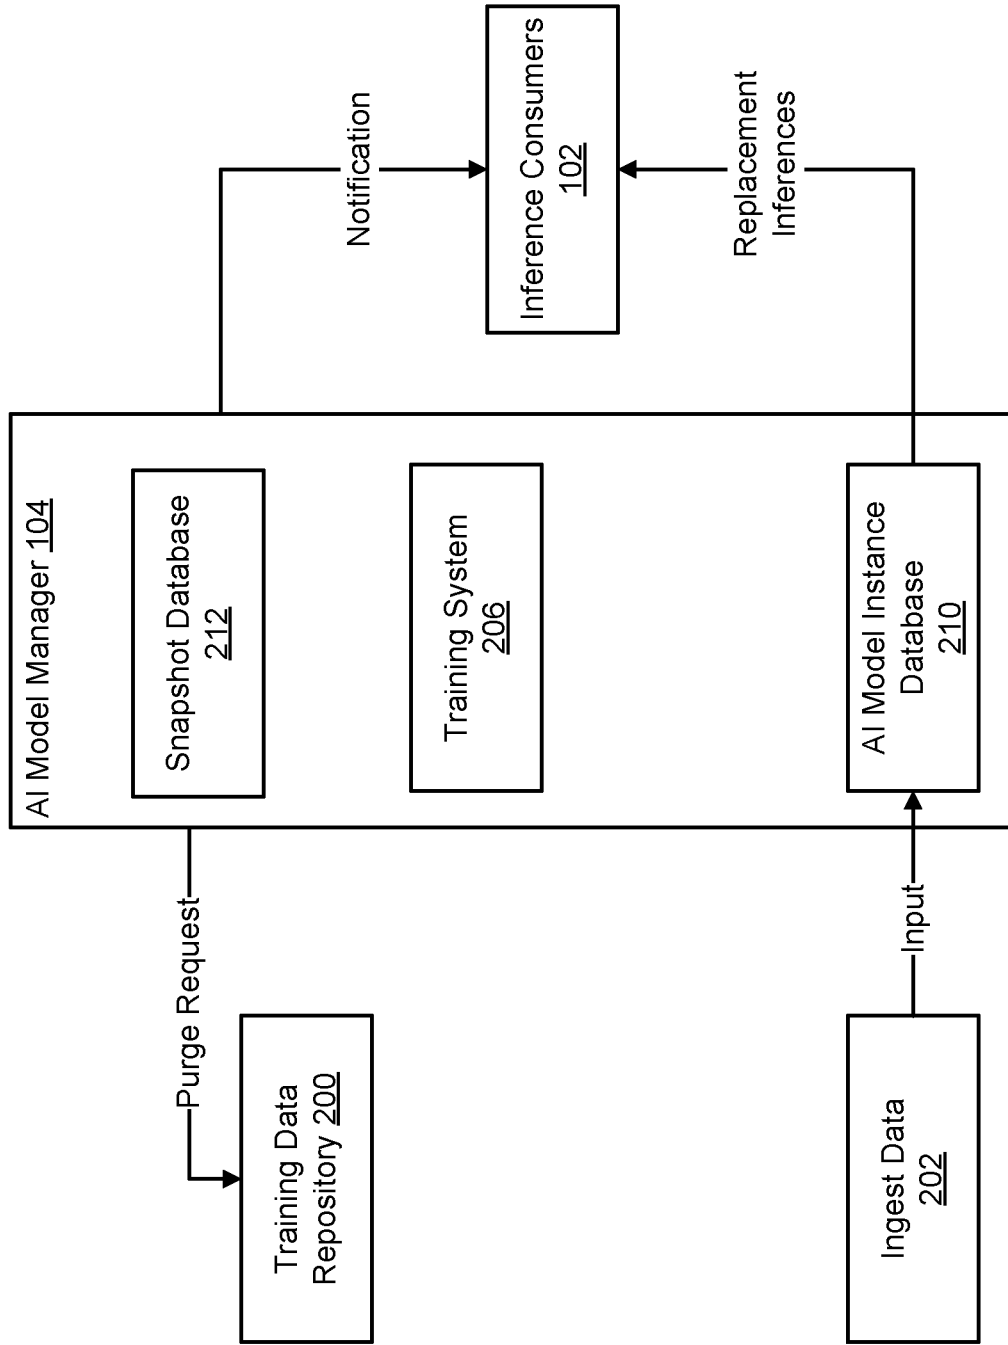 AI Model Manager 104
Purge Request
Snapshot Database
212
Notification
Training Data
Repository 200
Training System
206
Inference Consumers
102
Replacement
Inferences
Ingest Data
202
Input
AI Model Instance
Database
210